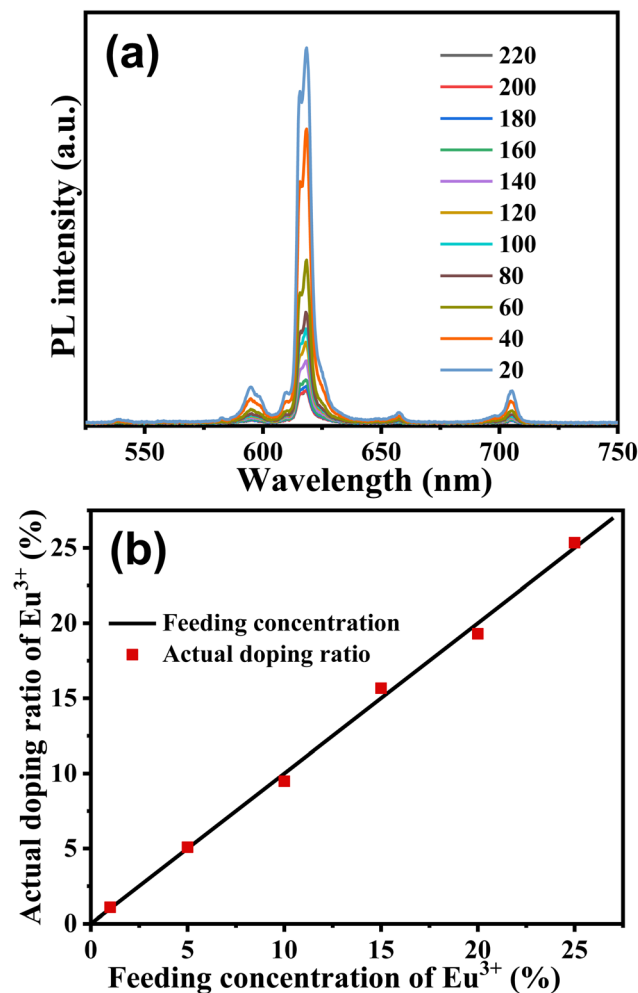 (a)
PL intensity (a.u.)
220
200
180
160
140
120
100
80
60
40
20
550 600 650 700 750
Wavelength (nm)
(b)
Actual doping ratio of Eu³⁺ (%)
Feeding concentration
Actual doping ratio
25
20
15
10
5
0
0 5 10 15 20 25
Feeding concentration of Eu³⁺ (%)